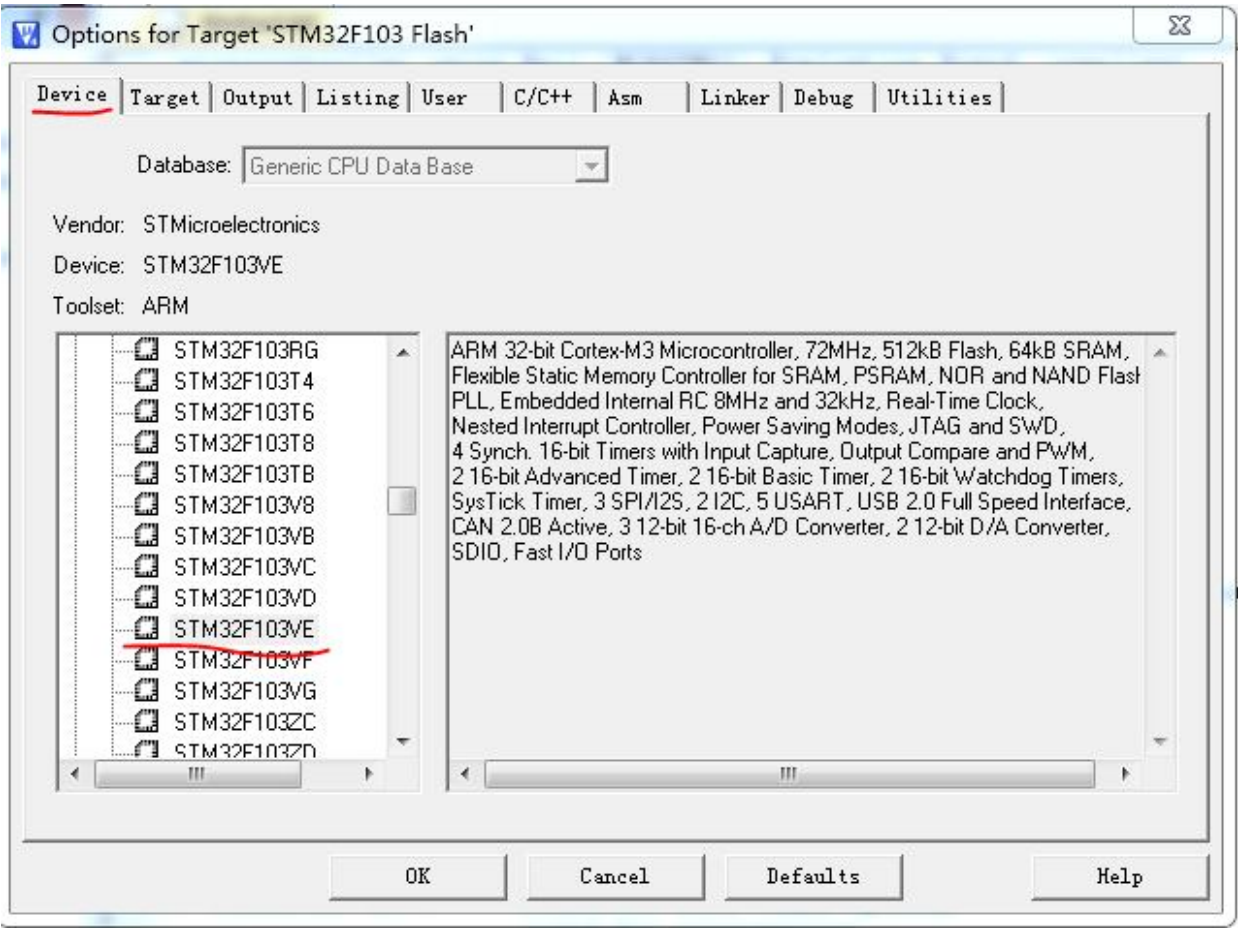 Options for Target 'STM32F103 Flash'
Device Target Output Listing User C/C++ Asm Linker Debug Utilities
Database: Generic CPU Data Base
Vendor: STMicroelectronics
Device: STM32F103VE
Toolset: ARM
STM32F103RG
STM32F103T4
STM32F103T6
STM32F103T8
STM32F103TB
STM32F103V8
STM32F103VB
STM32F103VC
STM32F103VD
STM32F103VE
STM32F103VF
STM32F103VG
STM32F103ZC
STM32F103ZD
ARM 32-bit Cortex-M3 Microcontroller, 72MHz, 512kB Flash, 64kB SRAM,
Flexible Static Memory Controller for SRAM, PSRAM, NOR and NAND Flash
PLL, Embedded Internal RC 8MHz and 32kHz, Real-Time Clock,
Nested Interrupt Controller, Power Saving Modes, JTAG and SWD,
4 Synch. 16-bit Timers with Input Capture, Output Compare and PWM,
2 16-bit Advanced Timer, 2 16-bit Basic Timer, 2 16-bit Watchdog Timers,
SysTick Timer, 3 SPI/I2S, 2 I2C, 5 USART, USB 2.0 Full Speed Interface,
CAN 2.0B Active, 3 12-bit 16-ch A/D Converter, 2 12-bit D/A Converter,
SDIO, Fast I/O Ports
OK Cancel Defaults Help